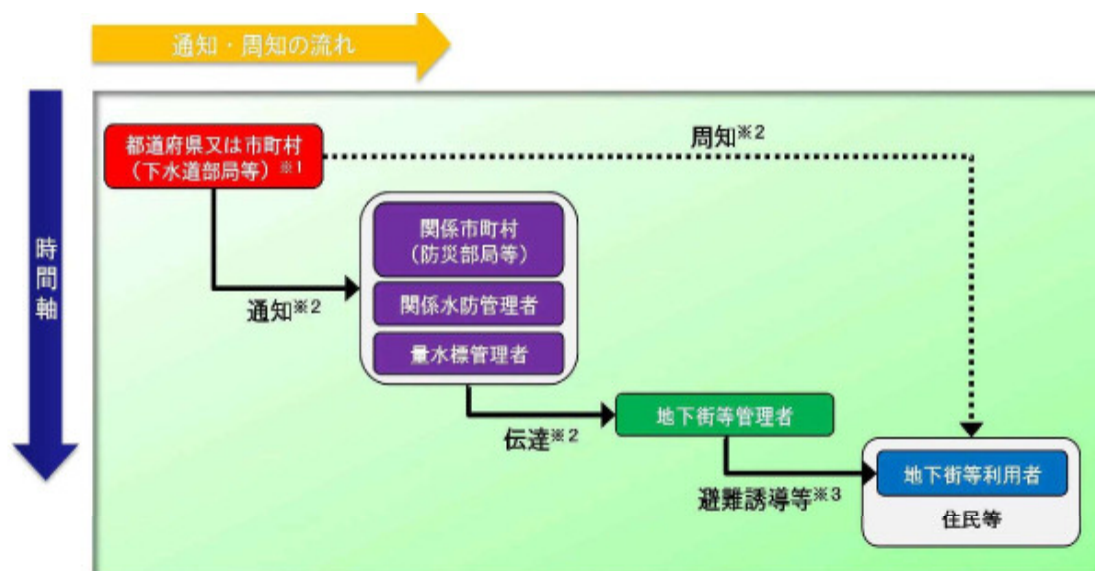 通知・周知の流れ
時間軸
都道府県又は市町村
（下水道部局等）※1
周知※2
関係市町村
（防災部局等）
通知※2
関係水防管理者
量水標管理者
伝達※2
地下街等管理者
避難誘導等※3
地下街等利用者
住民等